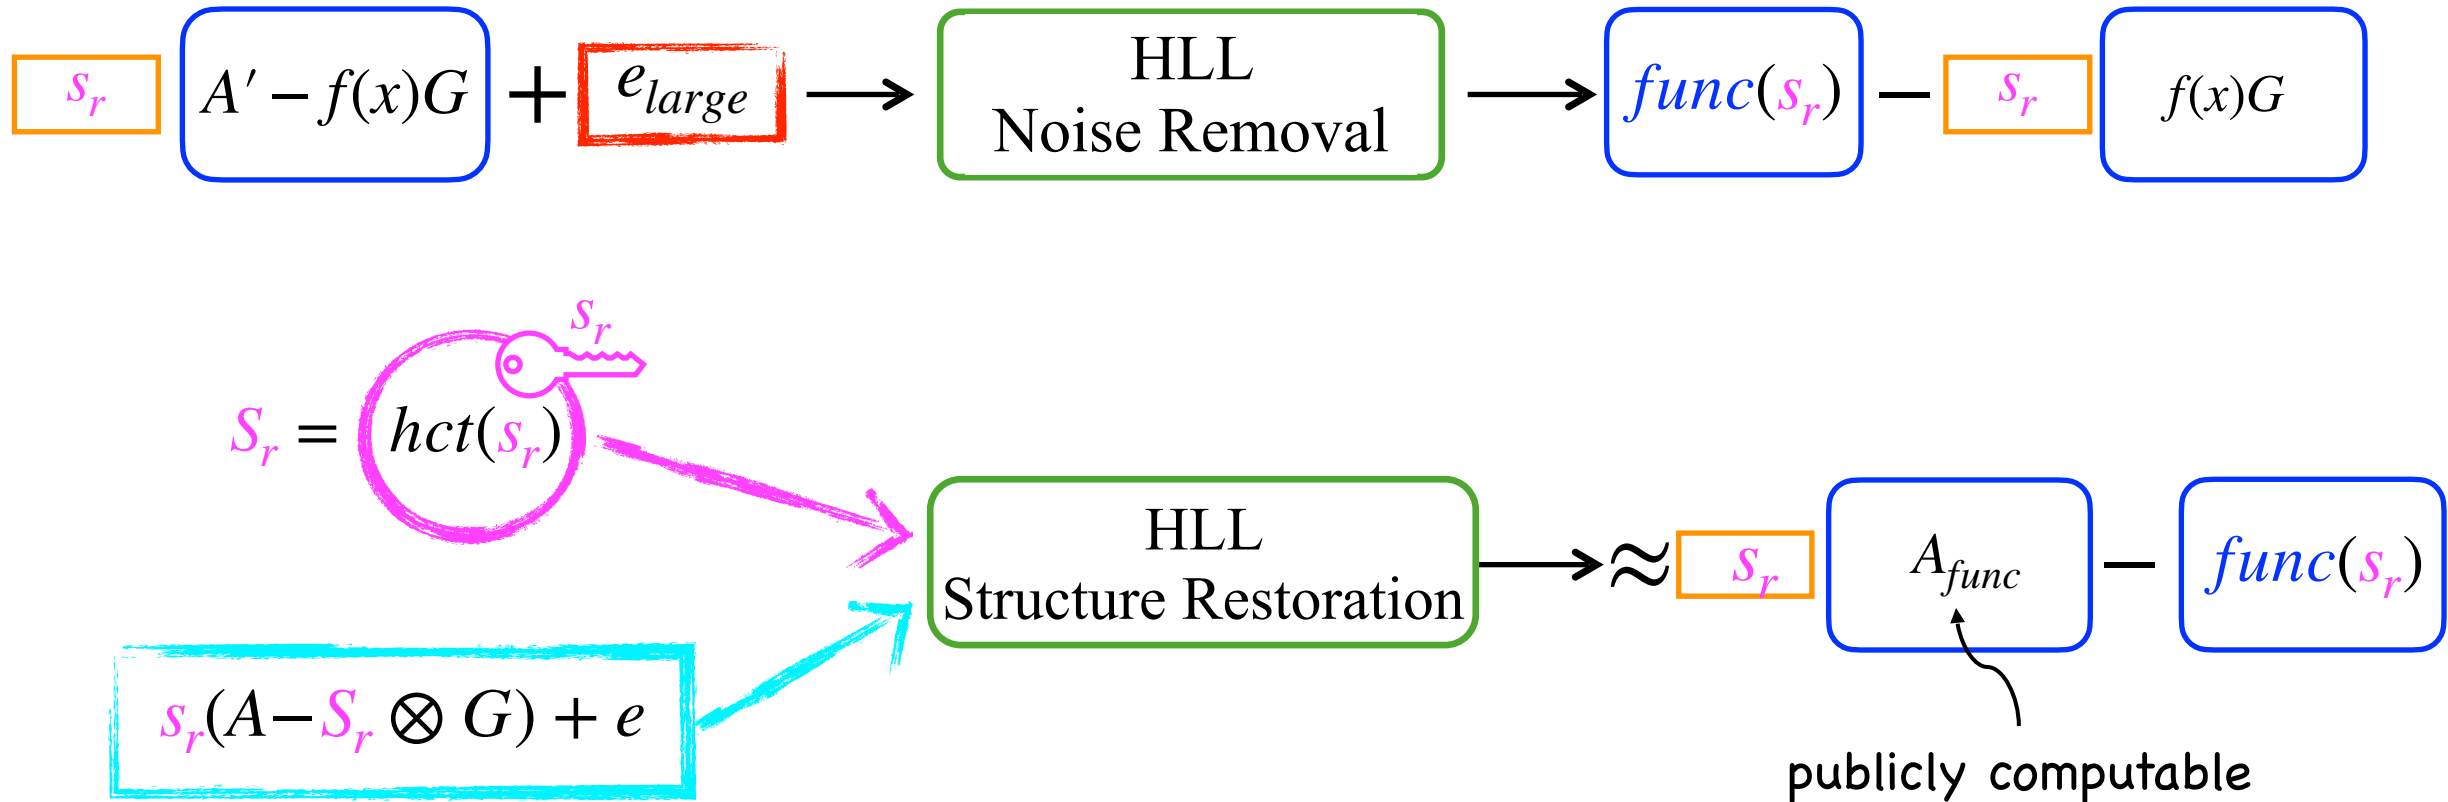 s_r A′ − f(x)G + e_large → HLL Noise Removal → func(s_r) − s_r f(x)G
s_r
S_r = hct(s_r)
HLL
Structure Restoration → ≈ s_r A_func − func(s_r)
s_r(A − S_r ⊗ G) + e
publicly computable